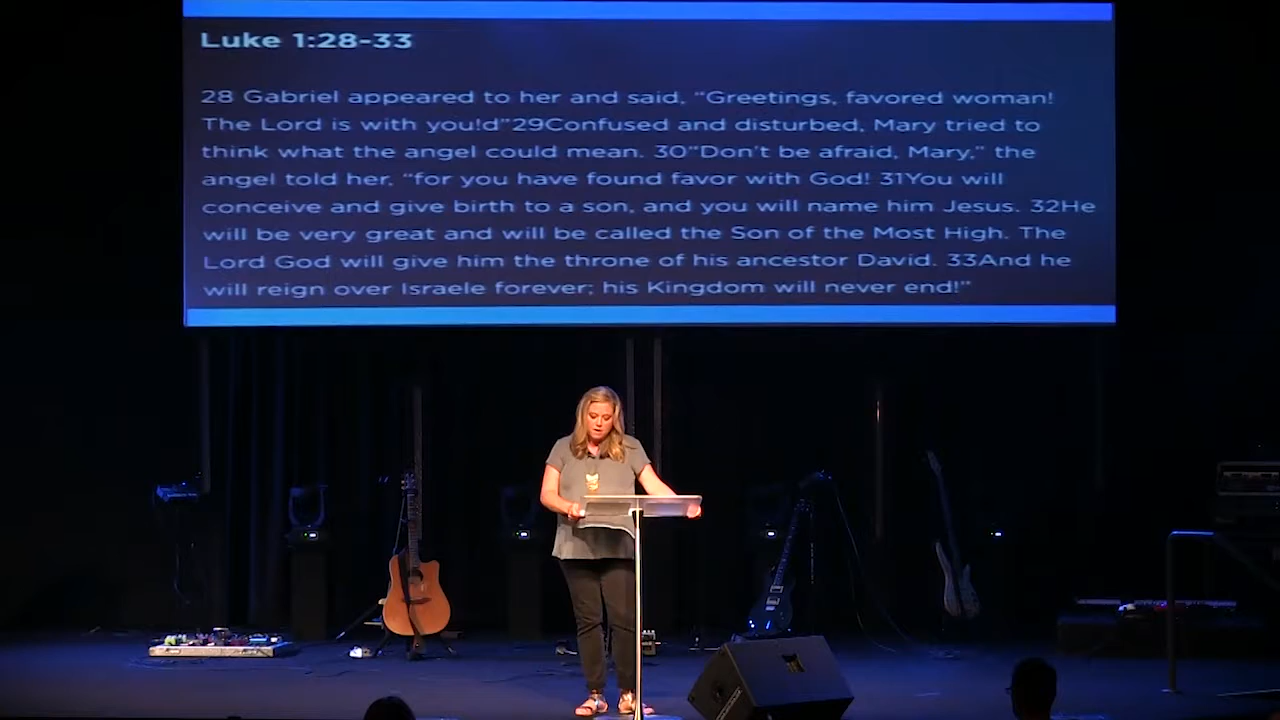 Luke 1:28-33
28 Gabriel appeared to her and said, “Greetings, favored woman!
The Lord is with you!d”29Confused and disturbed, Mary tried to
think what the angel could mean. 30“Don't be afraid, Mary,” the
angel told her, “for you have found favor with God! 31You will
conceive and give birth to a son, and you will name him Jesus. 32He
will be very great and will be called the Son of the Most High. The
Lord God will give him the throne of his ancestor David. 33And he
will reign over Israele forever; his Kingdom will never end!”